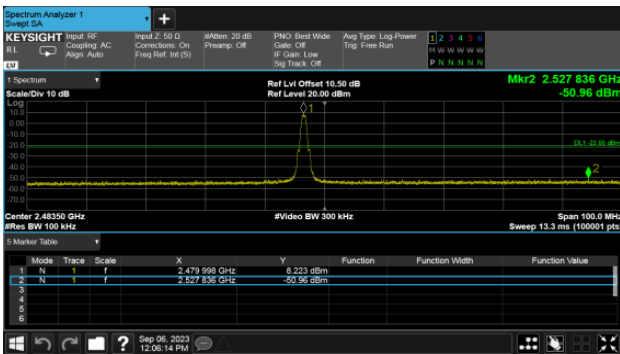 Spectrum Analyzer 1
Swept SA
+
KEYSIGHT Input: RF
RL Coupling: AC
Align: Auto
LXI
Input Z: 50 Ω
Corrections: On
Freq Ref: Int (S)
#Atten: 20 dB
Preamp: Off
PNO: Best Wide
Gate: Off
IF Gain: Low
Sig Track: Off
Avg Type: Log-Power
Trig: Free Run
1 2 3 4 5 6
M W W W W W
P N N N N N
1 Spectrum
Scale/Div 10 dB
Ref Lvl Offset 10.50 dB
Ref Level 20.00 dBm
Mkr2 2.527 836 GHz
-50.96 dBm
Log
10.0
0.00
-10.0
-20.0
-30.0
-40.0
-50.0
-60.0
-70.0
1
DL1 -22.00 dBm
2
Center 2.48350 GHz
#Res BW 100 kHz
#Video BW 300 kHz
Span 100.0 MHz
Sweep 13.3 ms (100001 pts
5 Marker Table
Mode Trace Scale X Y Function Function Width Function Value
1 N 1 f 2.479 998 GHz 8.223 dBm
2 N 1 f 2.527 836 GHz -50.96 dBm
3
4
5
6
?
Sep 06, 2023
12:06:14 PM